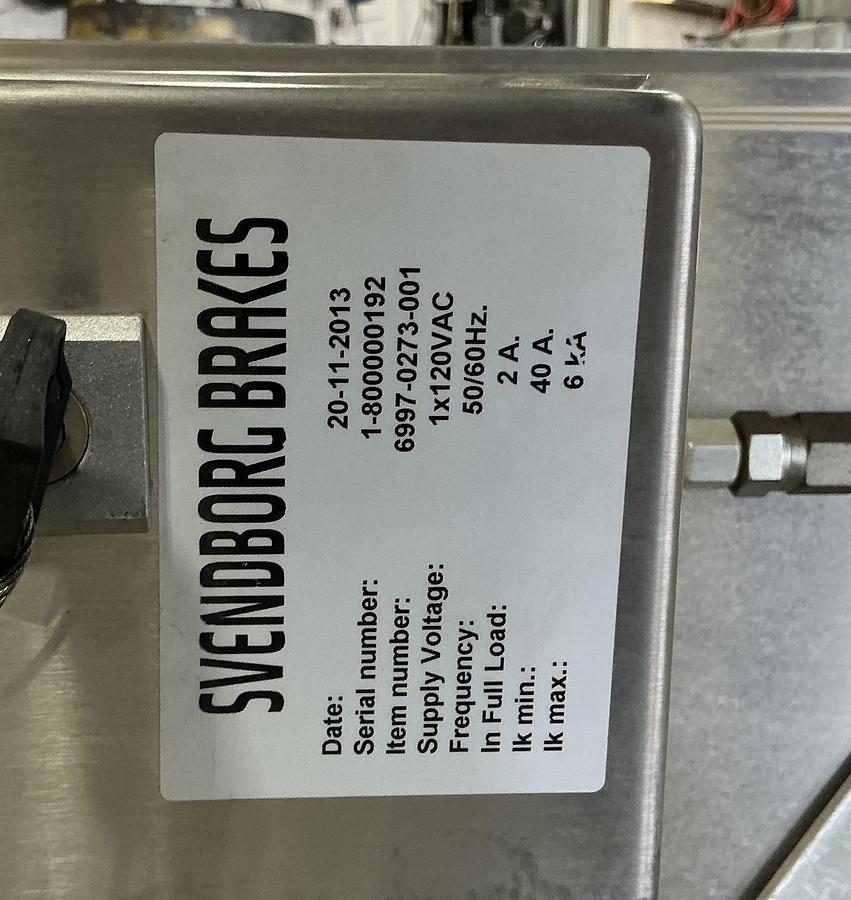 SVENDBORG BRAKES
Date: 20-11-2013
Serial number: 1-800000192
Item number: 6997-0273-001
Supply Voltage: 1x120VAC
Frequency: 50/60Hz.
In Full Load: 2 A.
Ik min.: 40 A.
Ik max.: 6 kA